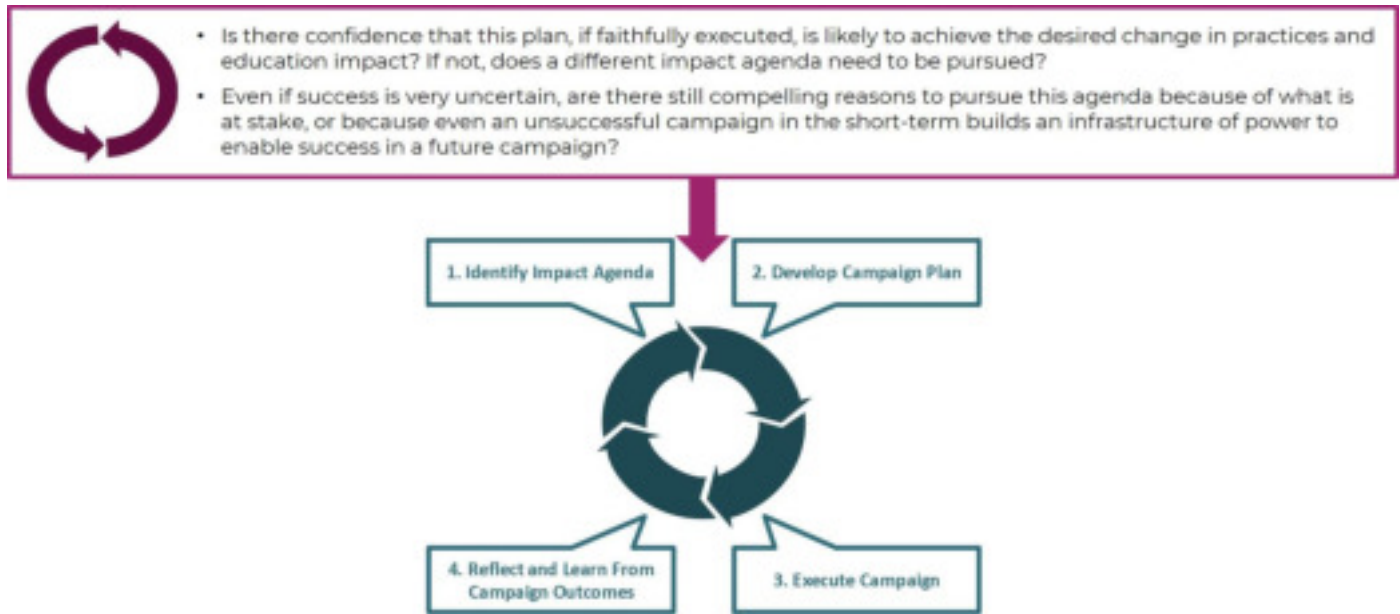 • Is there confidence that this plan, if faithfully executed, is likely to achieve the desired change in practices and
education impact? If not, does a different impact agenda need to be pursued?
• Even if success is very uncertain, are there still compelling reasons to pursue this agenda because of what is
at stake, or because even an unsuccessful campaign in the short-term builds an infrastructure of power to
enable success in a future campaign?
1. Identify Impact Agenda
2. Develop Campaign Plan
4. Reflect and Learn From
Campaign Outcomes
3. Execute Campaign